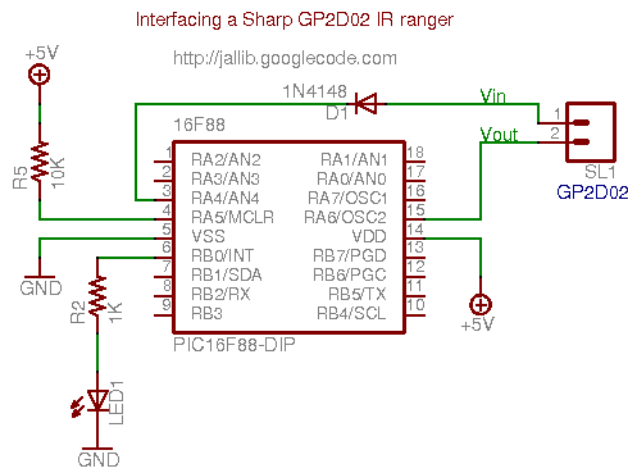 Interfacing a Sharp GP2D02 IR ranger
+5V
http://jallib.googlecode.com
1N4148
D1
Vin
Vout
1
2
SL1
GP2D02
16F88
R5
10K
1 RA2/AN2 RA1/AN1 18
2 RA3/AN3 RA0/AN0 17
3 RA4/AN4 RA7/OSC1 16
4 RA5/MCLR RA6/OSC2 15
5 VSS VDD 14
6 RB0/INT RB7/PGD 13
7 RB1/SDA RB6/PGC 12
8 RB2/RX RB5/TX 11
9 RB3 RB4/SCL 10
GND
R2
1K
+5V
PIC16F88-DIP
LED1
GND